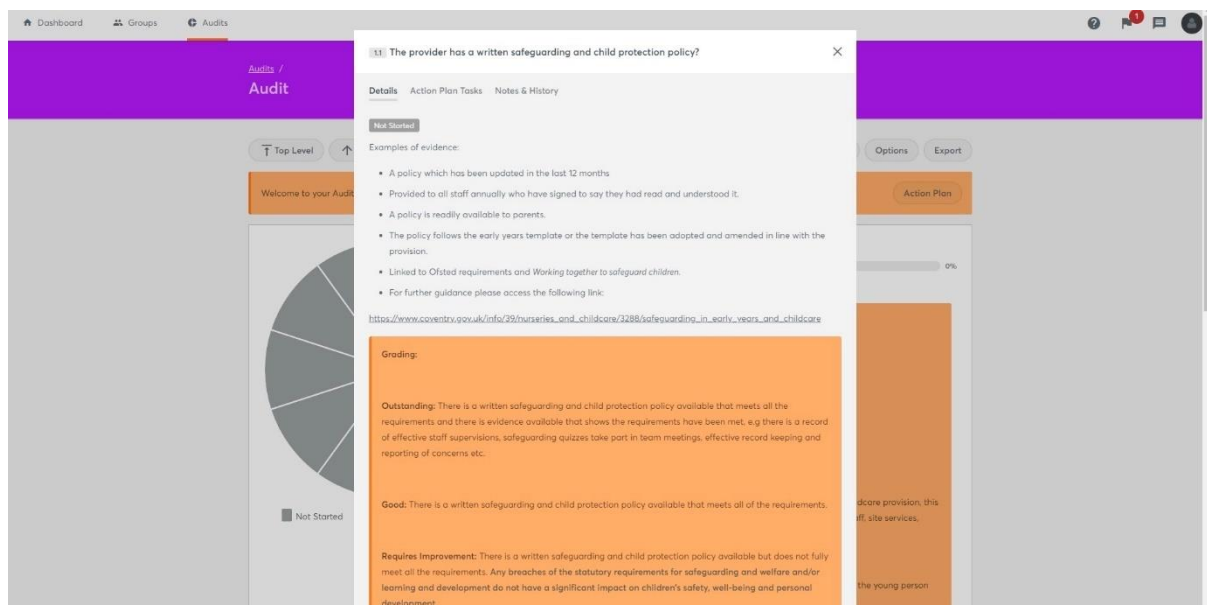 Dashboard Groups Audits
1
Audits /
Audit
Top Level
Options Export
Welcome to your Audit
Action Plan
0%
Not Started
dcare provision, this
ff, site services,
the young person
1.1 The provider has a written safeguarding and child protection policy?
Details Action Plan Tasks Notes & History
Not Started
Examples of evidence:
• A policy which has been updated in the last 12 months
• Provided to all staff annually who have signed to say they had read and understood it.
• A policy is readily available to parents.
• The policy follows the early years template or the template has been adopted and amended in line with the
provision.
• Linked to Ofsted requirements and Working together to safeguard children.
• For further guidance please access the following link:
https://www.coventry.gov.uk/info/39/nurseries_and_childcare/3288/safeguarding_in_early_years_and_childcare
Grading:
Outstanding: There is a written safeguarding and child protection policy available that meets all the
requirements and there is evidence available that shows the requirements have been met, e.g there is a record
of effective staff supervisions, safeguarding quizzes take part in team meetings, effective record keeping and
reporting of concerns etc.
Good: There is a written safeguarding and child protection policy available that meets all of the requirements.
Requires Improvement: There is a written safeguarding and child protection policy available but does not fully
meet all the requirements. Any breaches of the statutory requirements for safeguarding and welfare and/or
learning and development do not have a significant impact on children's safety, well-being and personal
development.